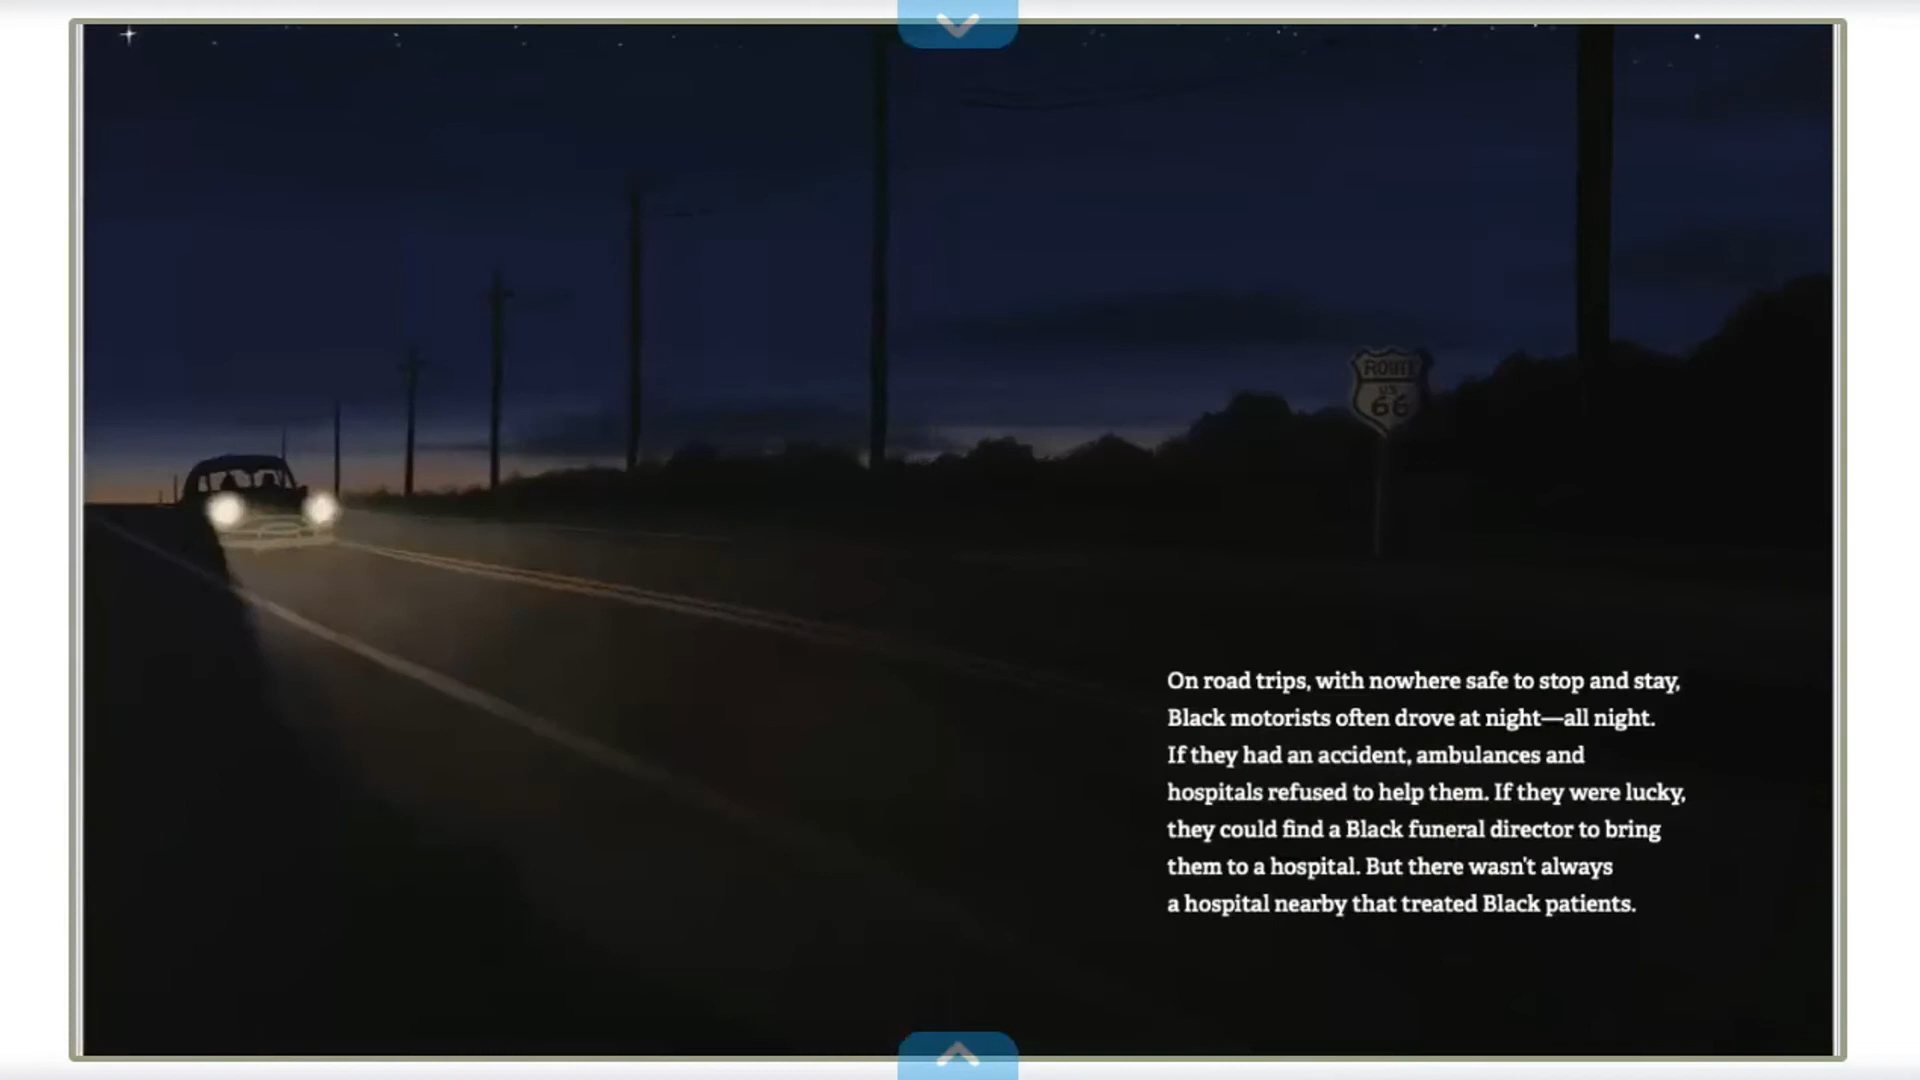 ROUTE
US
66
On road trips, with nowhere safe to stop and stay,
Black motorists often drove at night—all night.
If they had an accident, ambulances and
hospitals refused to help them. If they were lucky,
they could find a Black funeral director to bring
them to a hospital. But there wasn't always
a hospital nearby that treated Black patients.